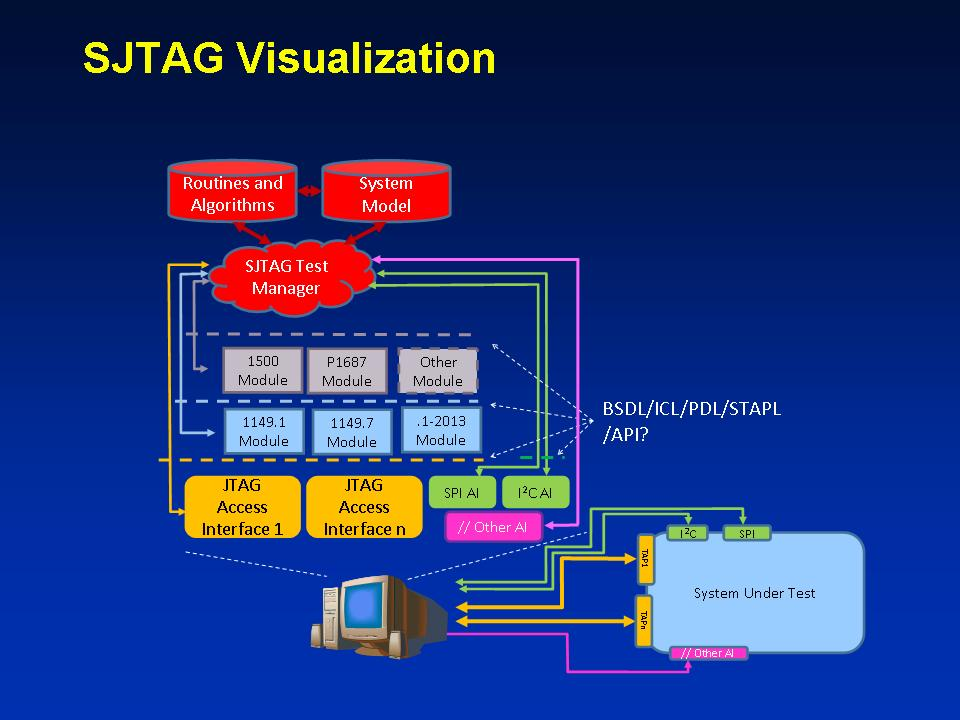 SJTAG Visualization
Routines and
Algorithms
System
Model
SJTAG Test
Manager
1500
Module
P1687
Module
Other
Module
BSDL/ICL/PDL/STAPL
/API?
1149.1
Module
1149.7
Module
.1-2013
Module
JTAG
Access
Interface 1
JTAG
Access
Interface n
SPI AI
I²C AI
// Other AI
I²C
SPI
TAP1
System Under Test
TAPn
// Other AI